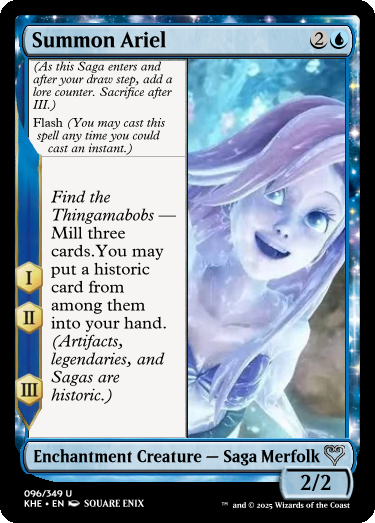 Summon Ariel 2
(As this Saga enters and
after your draw step, add a
lore counter. Sacrifice after
III.)
Flash (You may cast this
spell any time you could
cast an instant.)
Find the
Thingamabobs —
Mill three
cards.You may
put a historic
card from
among them
into your hand.
(Artifacts,
legendaries, and
Sagas are
historic.)
I
II
III
Enchantment Creature — Saga Merfolk
2/2
096/349 U
KHE • EN SQUARE ENIX
™ and © 2025 Wizards of the Coast